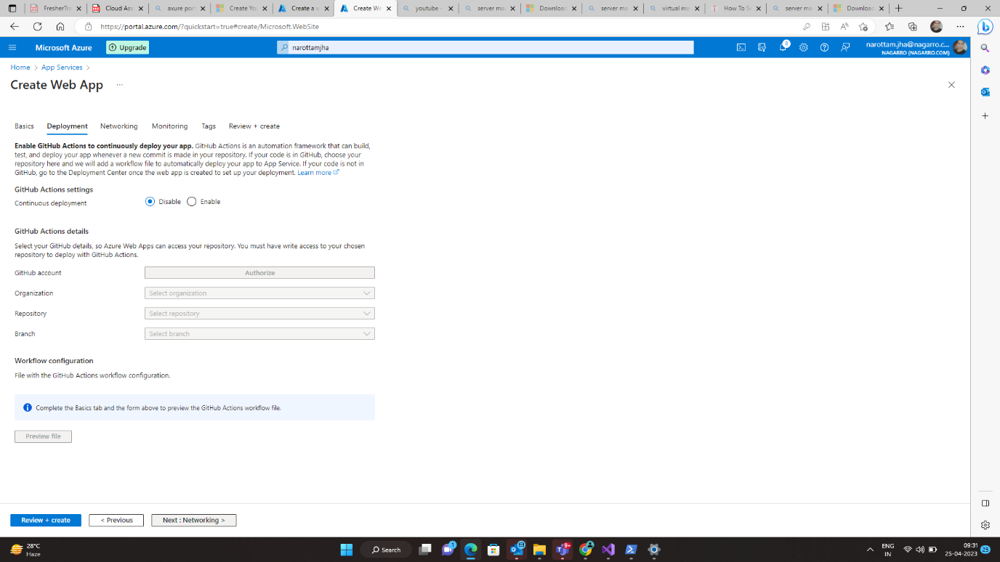 FresherTra
Cloud Ass
axure port
Create You
Create a w
Create We
youtube -
server man
Download
server man
virtual ma
How To Se
server man
Download
https://portal.azure.com/?quickstart=true#create/Microsoft.WebSite
Microsoft Azure
Upgrade
narottamjha
8
narottam.jha@nagarro.c...
NAGARRO (NAGARRO.COM)
Home > App Services >
Create Web App ...
Basics Deployment Networking Monitoring Tags Review + create
Enable GitHub Actions to continuously deploy your app. GitHub Actions is an automation framework that can build,
test, and deploy your app whenever a new commit is made in your repository. If your code is in GitHub, choose your
repository here and we will add a workflow file to automatically deploy your app to App Service. If your code is not in
GitHub, go to the Deployment Center once the web app is created to set up your deployment. Learn more
GitHub Actions settings
Continuous deployment Disable Enable
GitHub Actions details
Select your GitHub details, so Azure Web Apps can access your repository. You must have write access to your chosen
repository to deploy with GitHub Actions.
GitHub account Authorize
Organization Select organization
Repository Select repository
Branch Select branch
Workflow configuration
File with the GitHub Actions workflow configuration.
Complete the Basics tab and the form above to preview the GitHub Actions workflow file.
Preview file
Review + create < Previous Next : Networking >
28°C
Haze
Search
1
9+
ENG
IN
09:31
25-04-2023
25